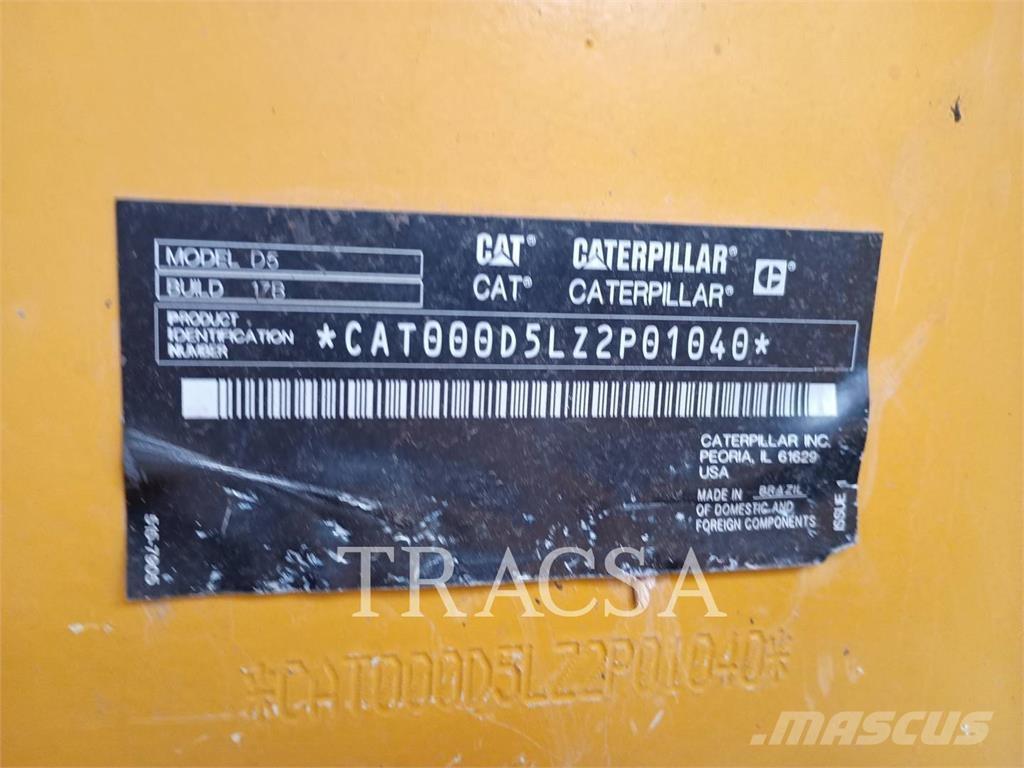 MODEL D5
BUILD 17B
CAT® CATERPILLAR®
CAT® CATERPILLAR®
PRODUCT
IDENTIFICATION
NUMBER
*CAT000D5LZ2P01040*
CATERPILLAR INC.
PEORIA, IL 61629
USA
MADE IN BRAZIL
OF DOMESTIC AND
FOREIGN COMPONENTS
ISSUE 1
TRACSA
*CAT000D5LZ2P01040*
MASCUS